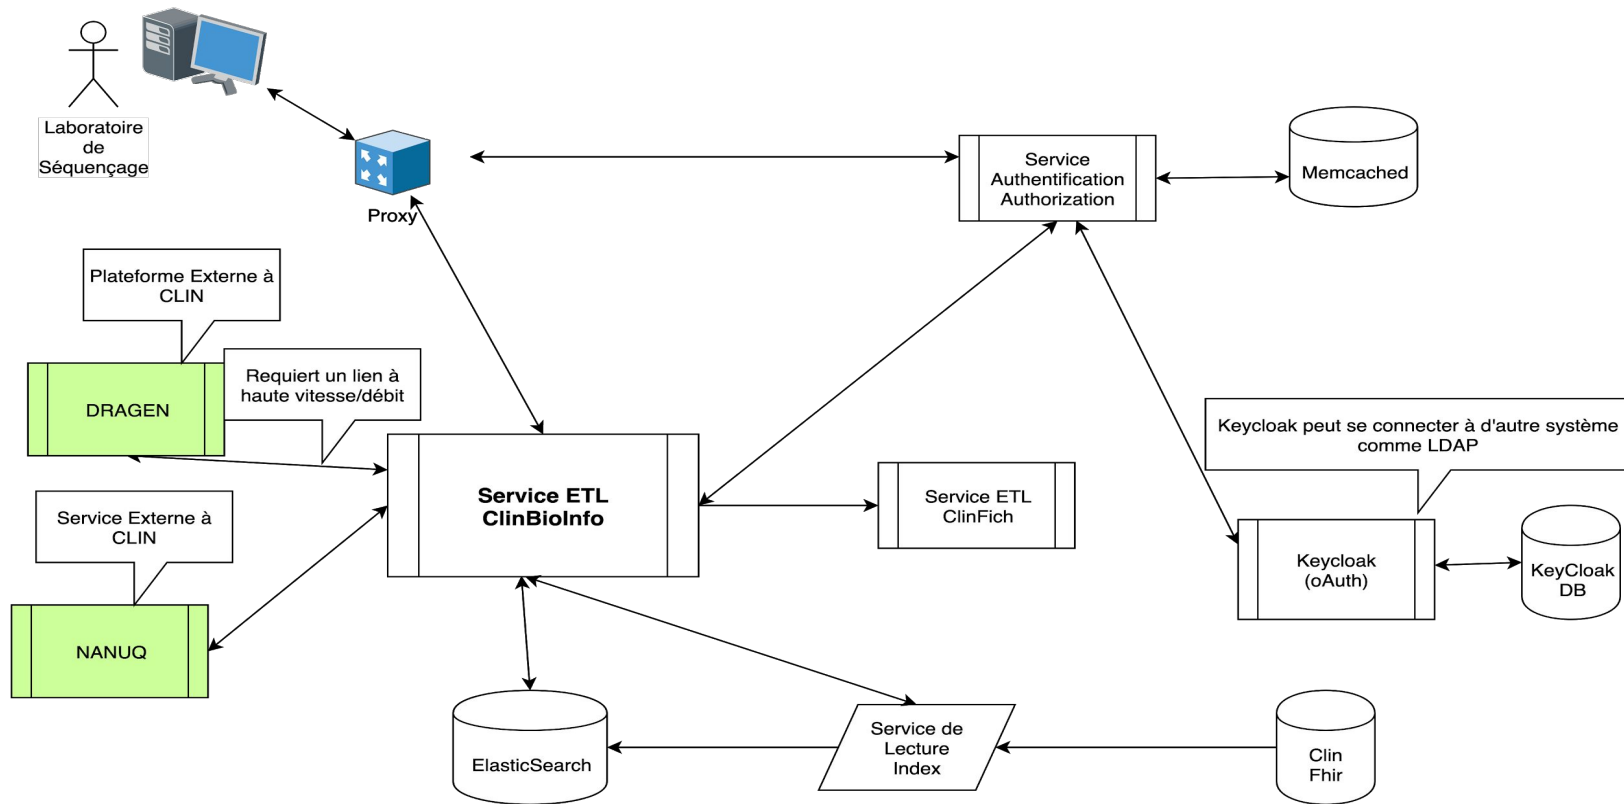 Laboratoire
de
Séquençage
Proxy
Service
Authentification
Authorization
Memcached
Plateforme Externe à
CLIN
DRAGEN
Requiert un lien à
haute vitesse/débit
Service Externe à
CLIN
NANUQ
Service ETL
ClinBioInfo
Service ETL
ClinFich
Keycloak peut se connecter à d'autre système
comme LDAP
Keycloak
(oAuth)
KeyCloak
DB
ElasticSearch
Service de
Lecture
Index
Clin
Fhir